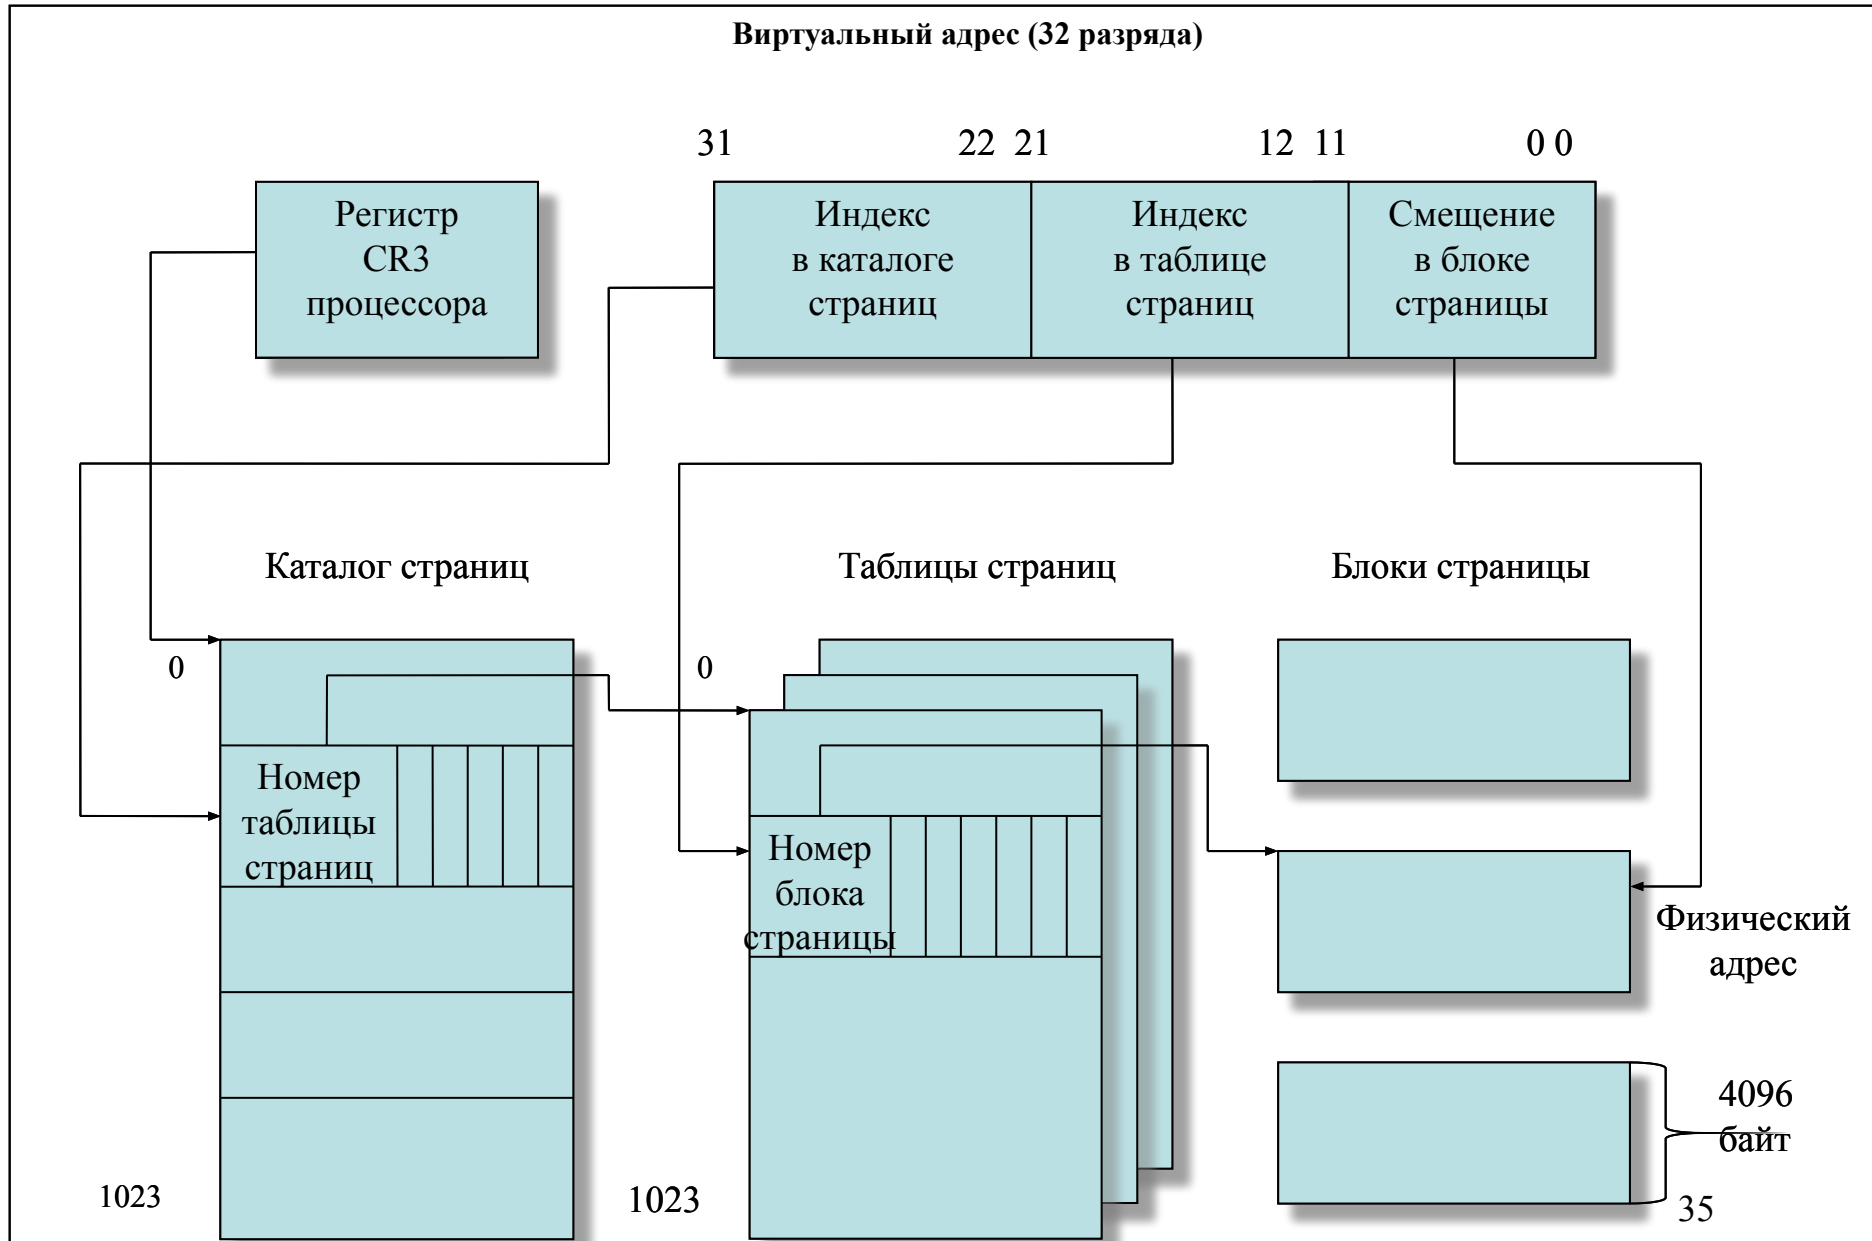 Виртуальный адрес (32 разряда)
31 22 21 12 11 0 0
Регистр
CR3
процессора
Индекс
в каталоге
страниц
Индекс
в таблице
страниц
Смещение
в блоке
страницы
Каталог страниц
Таблицы страниц
Блоки страницы
0
0
Номер
таблицы
страниц
Номер
блока
страницы
Физический
адрес
4096
байт
1023
1023
35